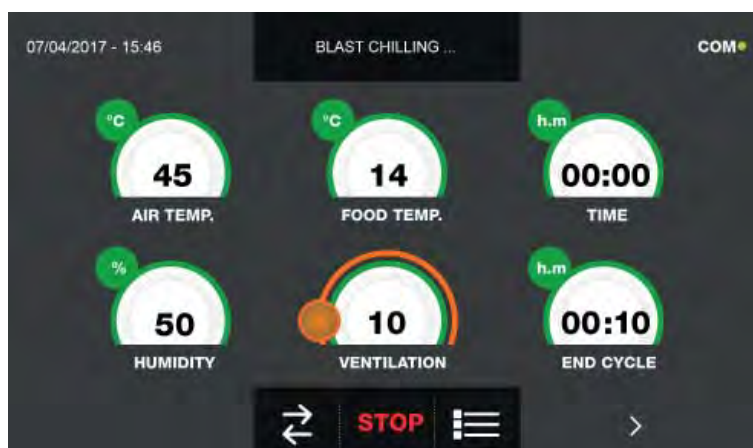 07/04/2017 - 15:46 BLAST CHILLING ... COM
°C °C h.m
45 14 00:00
AIR TEMP. FOOD TEMP. TIME
% h.m
50 10 00:10
HUMIDITY VENTILATION END CYCLE
STOP